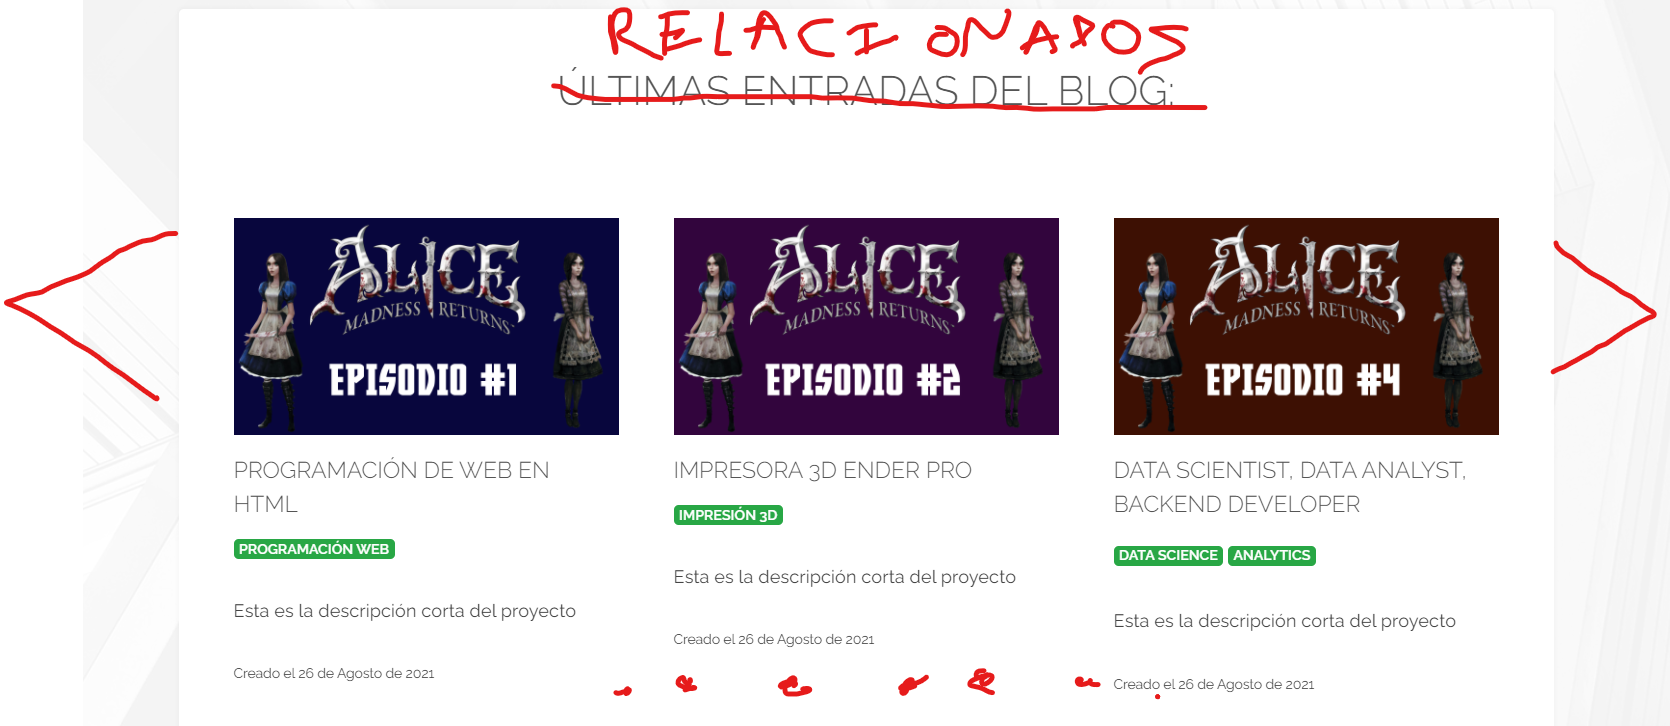 RELACIONADOS
ÚLTIMAS ENTRADAS DEL BLOG:
ALICE
MADNESS RETURNS
EPISODIO #1
ALICE
MADNESS RETURNS
EPISODIO #2
ALICE
MADNESS RETURNS
EPISODIO #4
PROGRAMACIÓN DE WEB EN
HTML
PROGRAMACIÓN WEB
Esta es la descripción corta del proyecto
Creado el 26 de Agosto de 2021
IMPRESORA 3D ENDER PRO
IMPRESIÓN 3D
Esta es la descripción corta del proyecto
Creado el 26 de Agosto de 2021
DATA SCIENTIST, DATA ANALYST,
BACKEND DEVELOPER
DATA SCIENCE ANALYTICS
Esta es la descripción corta del proyecto
Creado el 26 de Agosto de 2021